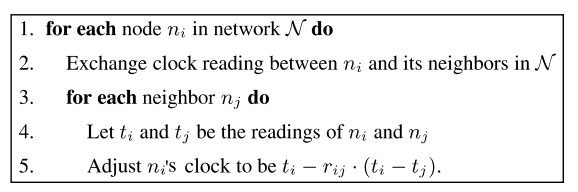 1. for each node nᵢ in network 𝒩 do
2. Exchange clock reading between nᵢ and its neighbors in 𝒩
3. for each neighbor nⱼ do
4. Let tᵢ and tⱼ be the readings of nᵢ and nⱼ
5. Adjust nᵢ's clock to be tᵢ − rᵢⱼ · (tᵢ − tⱼ).